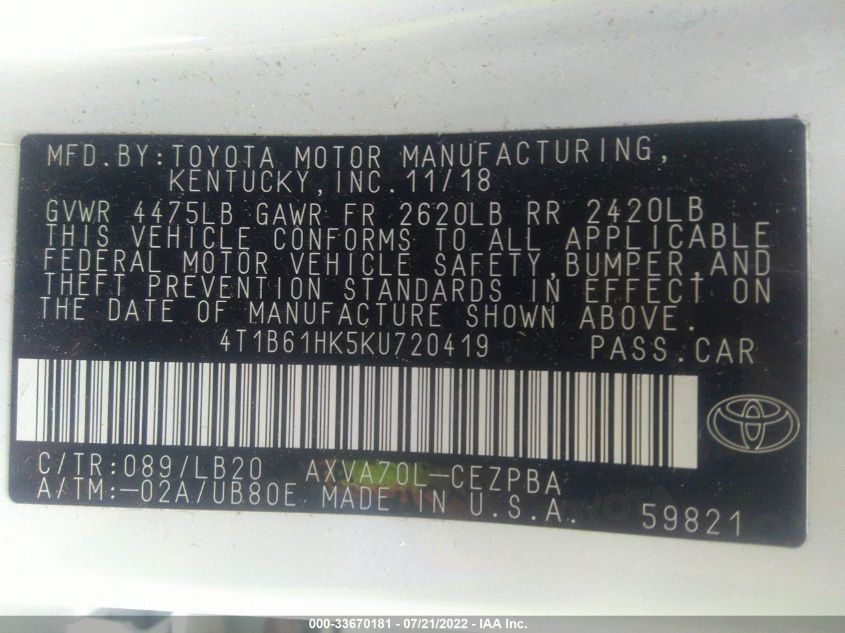 MFD.BY:TOYOTA MOTOR MANUFACTURING,
KENTUCKY,INC.11/18
GVWR 4475LB GAWR FR 2620LB RR 2420LB
THIS VEHICLE CONFORMS TO ALL APPLICABLE
FEDERAL MOTOR VEHICLE SAFETY,BUMPER,AND
THEFT PREVENTION STANDARDS IN EFFECT ON
THE DATE OF MANUFACTURE SHOWN ABOVE.
4T1B61HK5KU720419 PASS.CAR
C/TR:089/LB20 AXVA70L-CEZPBA
A/TM:-02A/UB80E MADE IN U.S.A. 59821
000-33670181 - 07/21/2022 - IAA Inc.